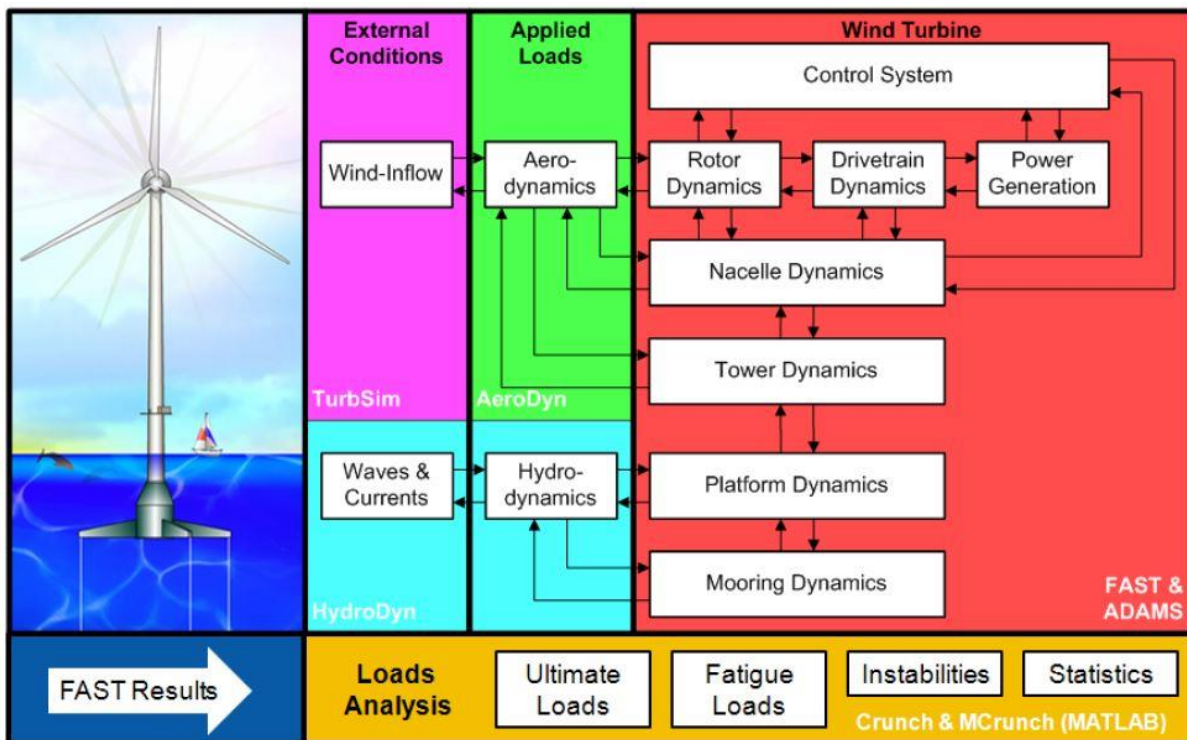 External
Conditions
Applied
Loads
Wind Turbine
Control System
Wind-Inflow
Aero-
dynamics
Rotor
Dynamics
Drivetrain
Dynamics
Power
Generation
Nacelle Dynamics
Tower Dynamics
TurbSim
AeroDyn
Waves &
Currents
Hydro-
dynamics
Platform Dynamics
Mooring Dynamics
HydroDyn
FAST &
ADAMS
FAST Results
Loads
Analysis
Ultimate
Loads
Fatigue
Loads
Instabilities
Statistics
Crunch & MCrunch (MATLAB)